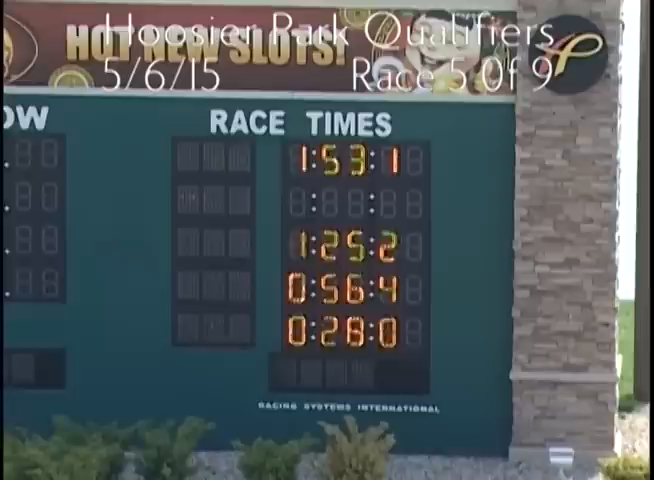 Hoosier Park Qualifiers
HOT NEW SLOTS!
5/6/15 Race 5 Of 9
OW
RACE TIMES
1:53:1
1:25:2
0:56:4
0:28:0
RACING SYSTEMS INTERNATIONAL